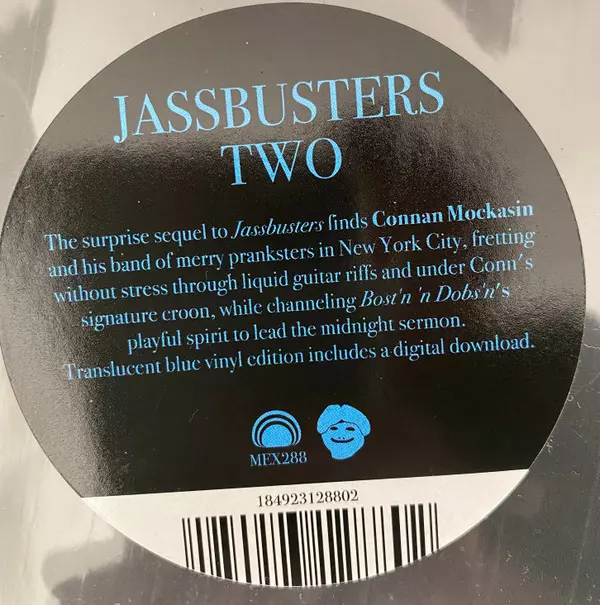 JASSBUSTERS
TWO
The surprise sequel to Jassbusters finds Connan Mockasin
and his band of merry pranksters in New York City, fretting
without stress through liquid guitar riffs and under Conn's
signature croon, while channeling Bost'n 'n Dobs'n's
playful spirit to lead the midnight sermon.
Translucent blue vinyl edition includes a digital download.
MEX288
184923128802